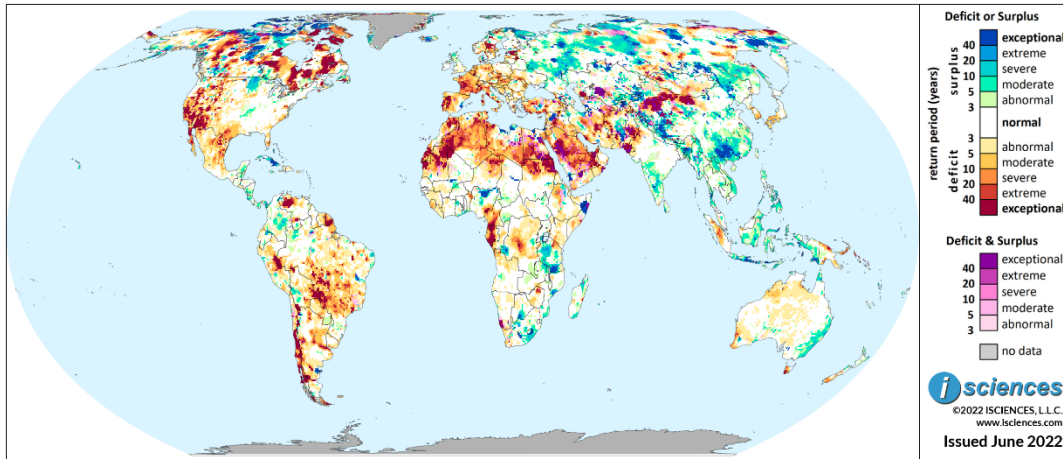 Deficit or Surplus
return period (years)
surplus
deficit
exceptional
40
extreme
20
severe
10
moderate
5
abnormal
3
normal
3
abnormal
5
moderate
10
severe
20
extreme
40
exceptional
Deficit & Surplus
exceptional
40
extreme
20
severe
10
moderate
5
abnormal
3
no data
i sciences
©2022 ISCIENCES, L.L.C.
www.isciences.com
Issued June 2022